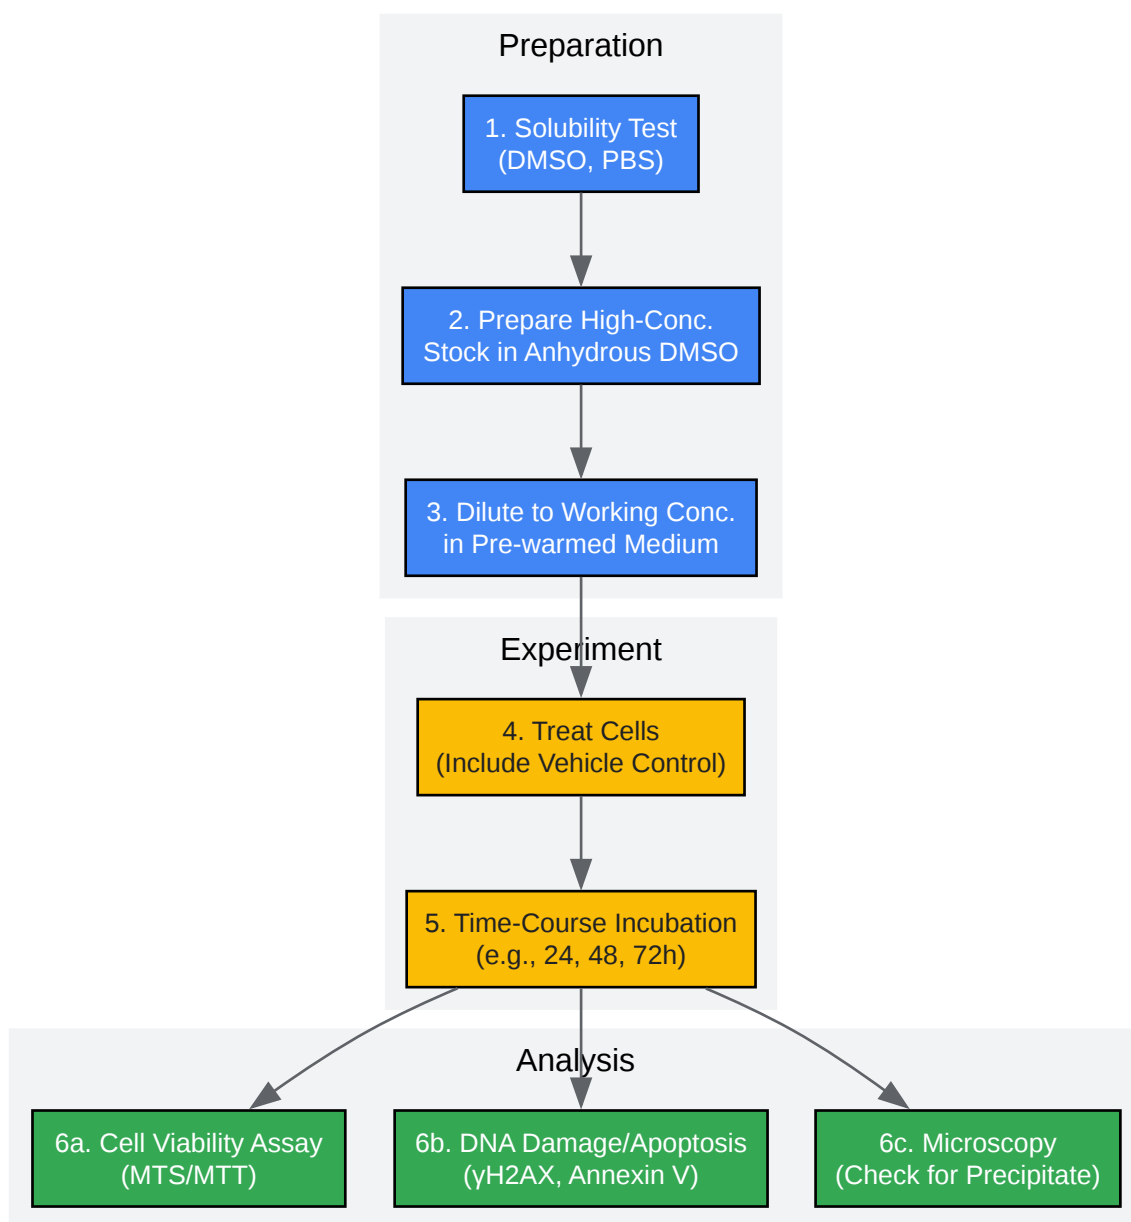 Preparation
1. Solubility Test
(DMSO, PBS)
2. Prepare High-Conc.
Stock in Anhydrous DMSO
3. Dilute to Working Conc.
in Pre-warmed Medium
Experiment
4. Treat Cells
(Include Vehicle Control)
5. Time-Course Incubation
(e.g., 24, 48, 72h)
Analysis
6a. Cell Viability Assay
(MTS/MTT)
6b. DNA Damage/Apoptosis
(γH2AX, Annexin V)
6c. Microscopy
(Check for Precipitate)